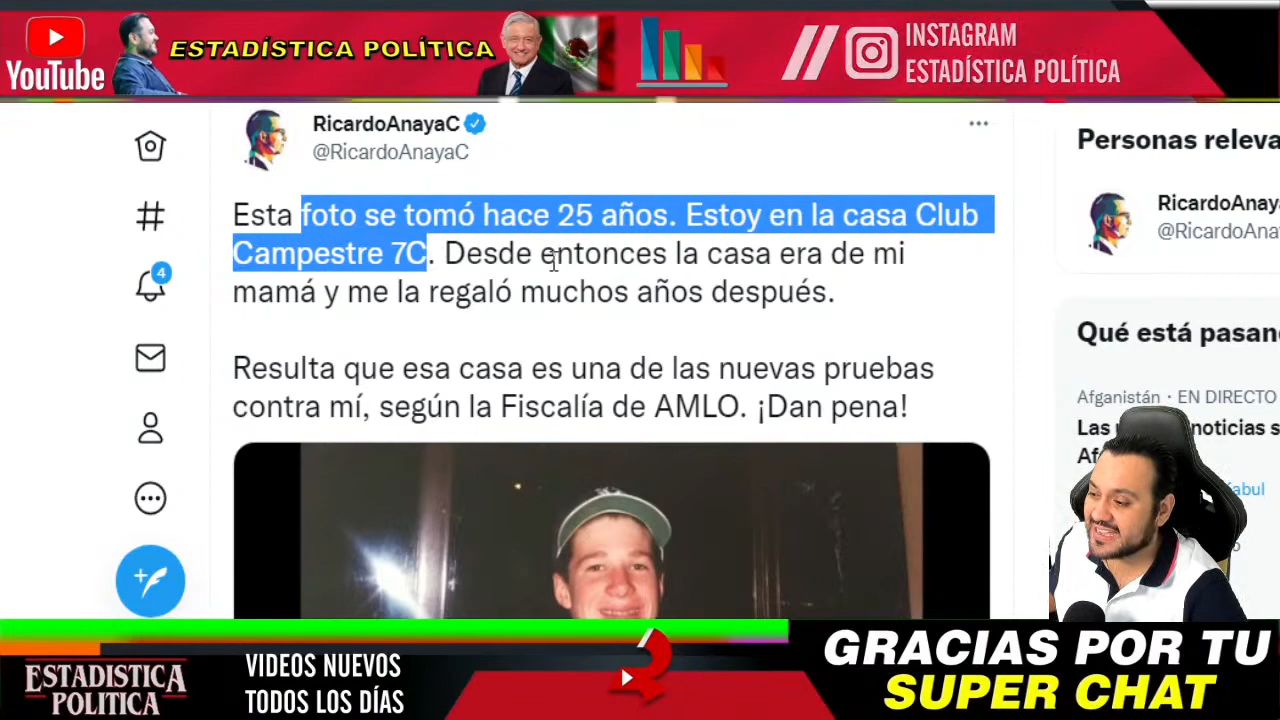 YouTube
ESTADÍSTICA POLÍTICA
INSTAGRAM
ESTADÍSTICA POLÍTICA
RicardoAnayaC
@RicardoAnayaC
Esta foto se tomó hace 25 años. Estoy en la casa Club
Campestre 7C. Desde entonces la casa era de mi
mamá y me la regaló muchos años después.
Resulta que esa casa es una de las nuevas pruebas
contra mí, según la Fiscalía de AMLO. ¡Dan pena!
4
Personas releva
RicardoAnaya
@RicardoAnaya
Qué está pasand
Afganistán · EN DIRECTO
Las noticias s
ESTADISTICA
POLÍTICA
VIDEOS NUEVOS
TODOS LOS DÍAS
GRACIAS POR TU
SUPER CHAT